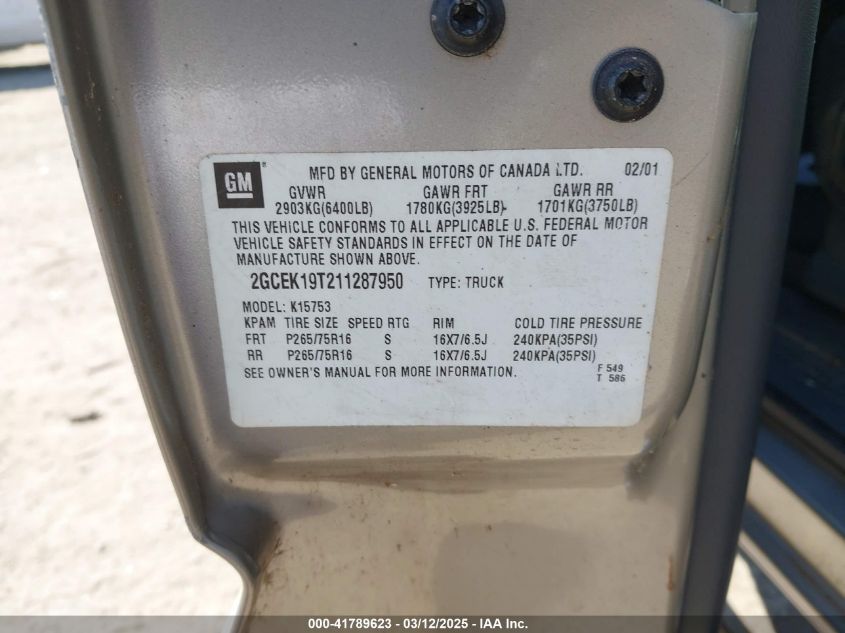 GM ® MFD BY GENERAL MOTORS OF CANADA LTD. 02/01
GVWR GAWR FRT GAWR RR
2903KG(6400LB) 1780KG(3925LB) 1701KG(3750LB)
THIS VEHICLE CONFORMS TO ALL APPLICABLE U.S. FEDERAL MOTOR
VEHICLE SAFETY STANDARDS IN EFFECT ON THE DATE OF
MANUFACTURE SHOWN ABOVE.
2GCEK19T211287950 TYPE: TRUCK
MODEL: K15753
KPAM TIRE SIZE SPEED RTG RIM COLD TIRE PRESSURE
FRT P265/75R16 S 16X7/6.5J 240KPA(35PSI)
RR P265/75R16 S 16X7/6.5J 240KPA(35PSI)
SEE OWNER'S MANUAL FOR MORE INFORMATION.
F 549
T 586
000-41789623 - 03/12/2025 - IAA Inc.